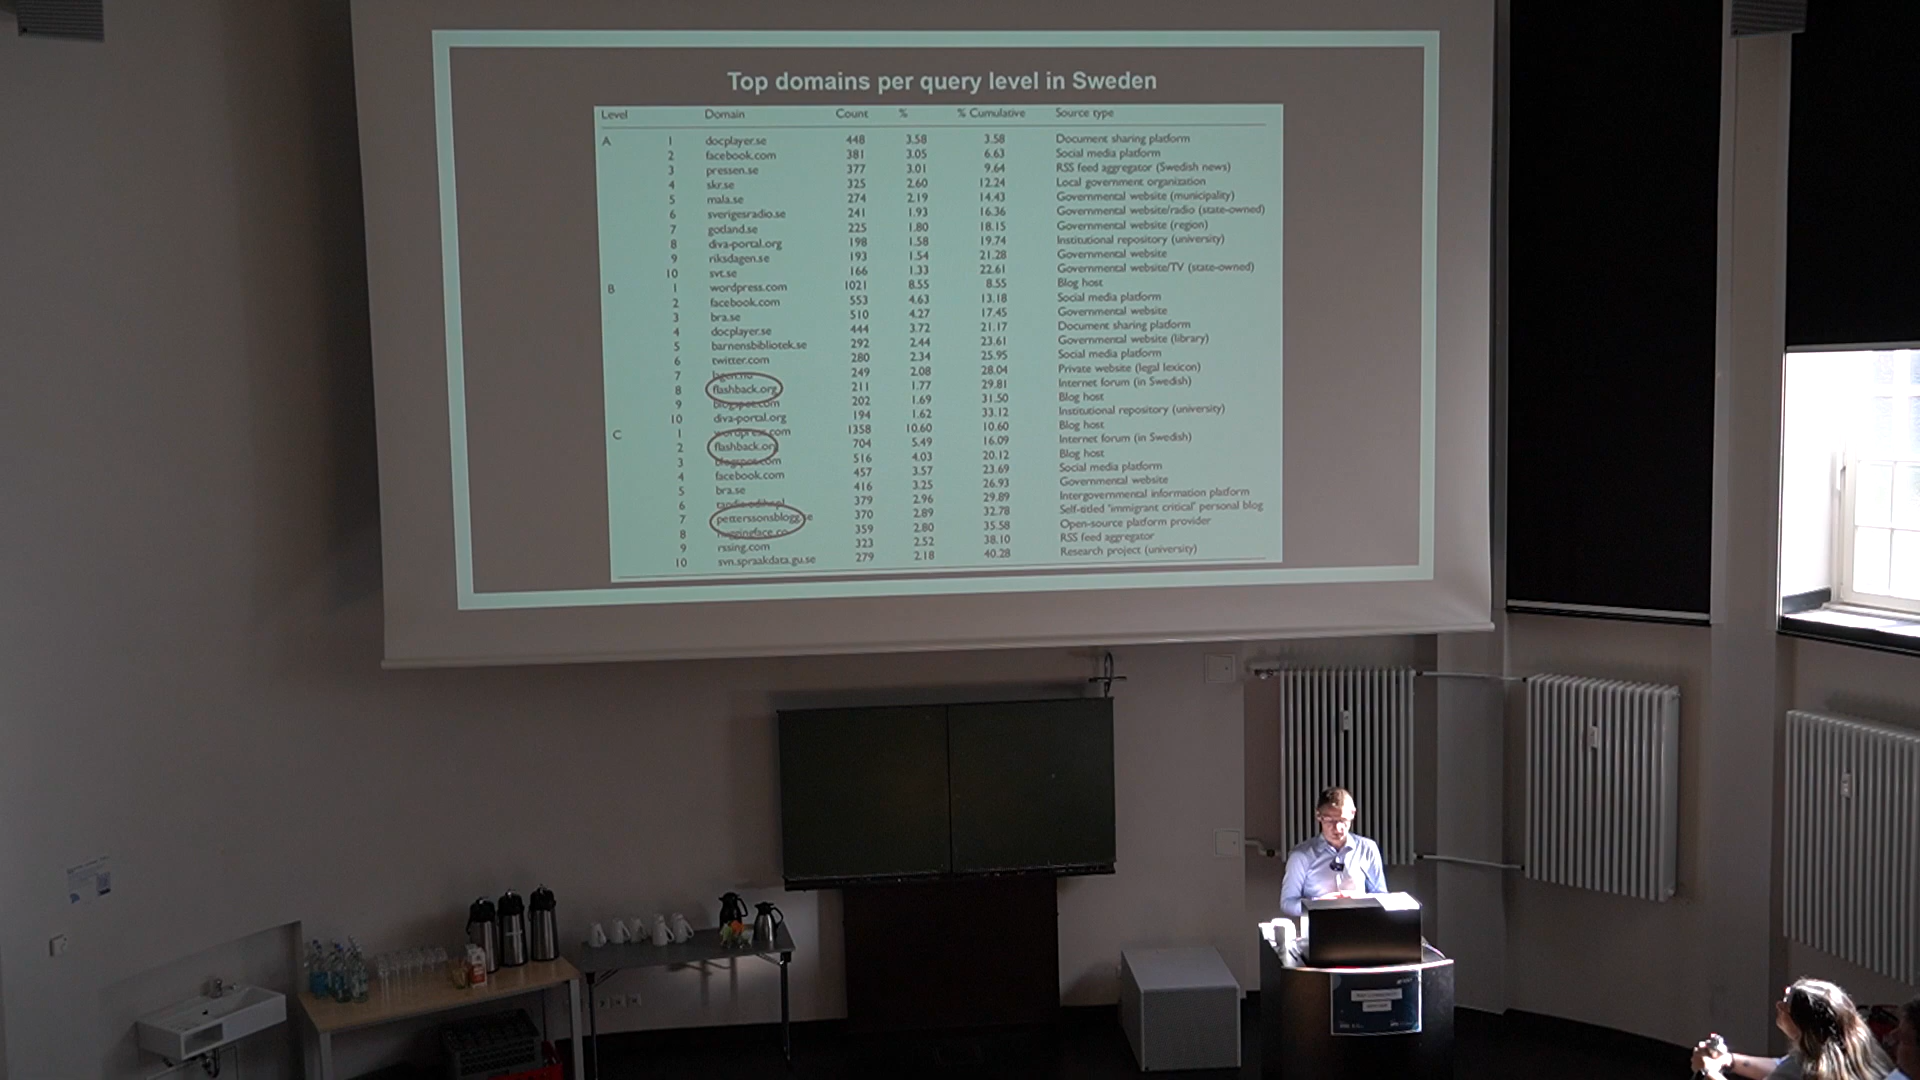 Top domains per query level in Sweden
Level Domain Count % % Cumulative Source type
A 1 docplayer.se 448 3.58 3.58 Document sharing platform
2 facebook.com 381 3.05 6.63 Social media platform
3 pressen.se 377 3.01 9.64 RSS feed aggregator (Swedish news)
4 skr.se 325 2.60 12.24 Local government organization
5 mala.se 274 2.19 14.43 Governmental website (municipality)
6 sverigesradio.se 241 1.93 16.36 Governmental website/radio (state-owned)
7 gotland.se 225 1.80 18.15 Governmental website (region)
8 diva-portal.org 198 1.58 19.74 Institutional repository (university)
9 riksdagen.se 193 1.54 21.28 Governmental website
10 svt.se 166 1.33 22.61 Governmental website/TV (state-owned)
B 1 wordpress.com 1021 8.55 8.55 Blog host
2 facebook.com 553 4.63 13.18 Social media platform
3 bra.se 510 4.27 17.45 Governmental website
4 docplayer.se 444 3.72 21.17 Document sharing platform
5 barnensbibliotek.se 292 2.44 23.61 Governmental website (library)
6 twitter.com 280 2.34 25.95 Social media platform
7 lagen.nu 249 2.08 28.04 Private website (legal lexicon)
8 flashback.org 211 1.77 29.81 Internet forum (in Swedish)
9 blogspot.com 202 1.69 31.50 Blog host
10 diva-portal.org 194 1.62 33.12 Institutional repository (university)
C 1 wordpress.com 1358 10.60 10.60 Blog host
2 flashback.org 704 5.49 16.09 Internet forum (in Swedish)
3 blogspot.com 516 4.03 20.12 Blog host
4 facebook.com 457 3.57 23.69 Social media platform
5 bra.se 416 3.25 26.93 Governmental website
6 379 2.96 29.89 Intergovernmental information platform
7 petterssonsblogg.se 370 2.89 32.78 Self-titled "immigrant critical" personal blog
8 huggingface.co 359 2.80 35.58 Open-source platform provider
9 rssing.com 323 2.52 38.10 RSS feed aggregator
10 svn.spraakdata.gu.se 279 2.18 40.28 Research project (university)